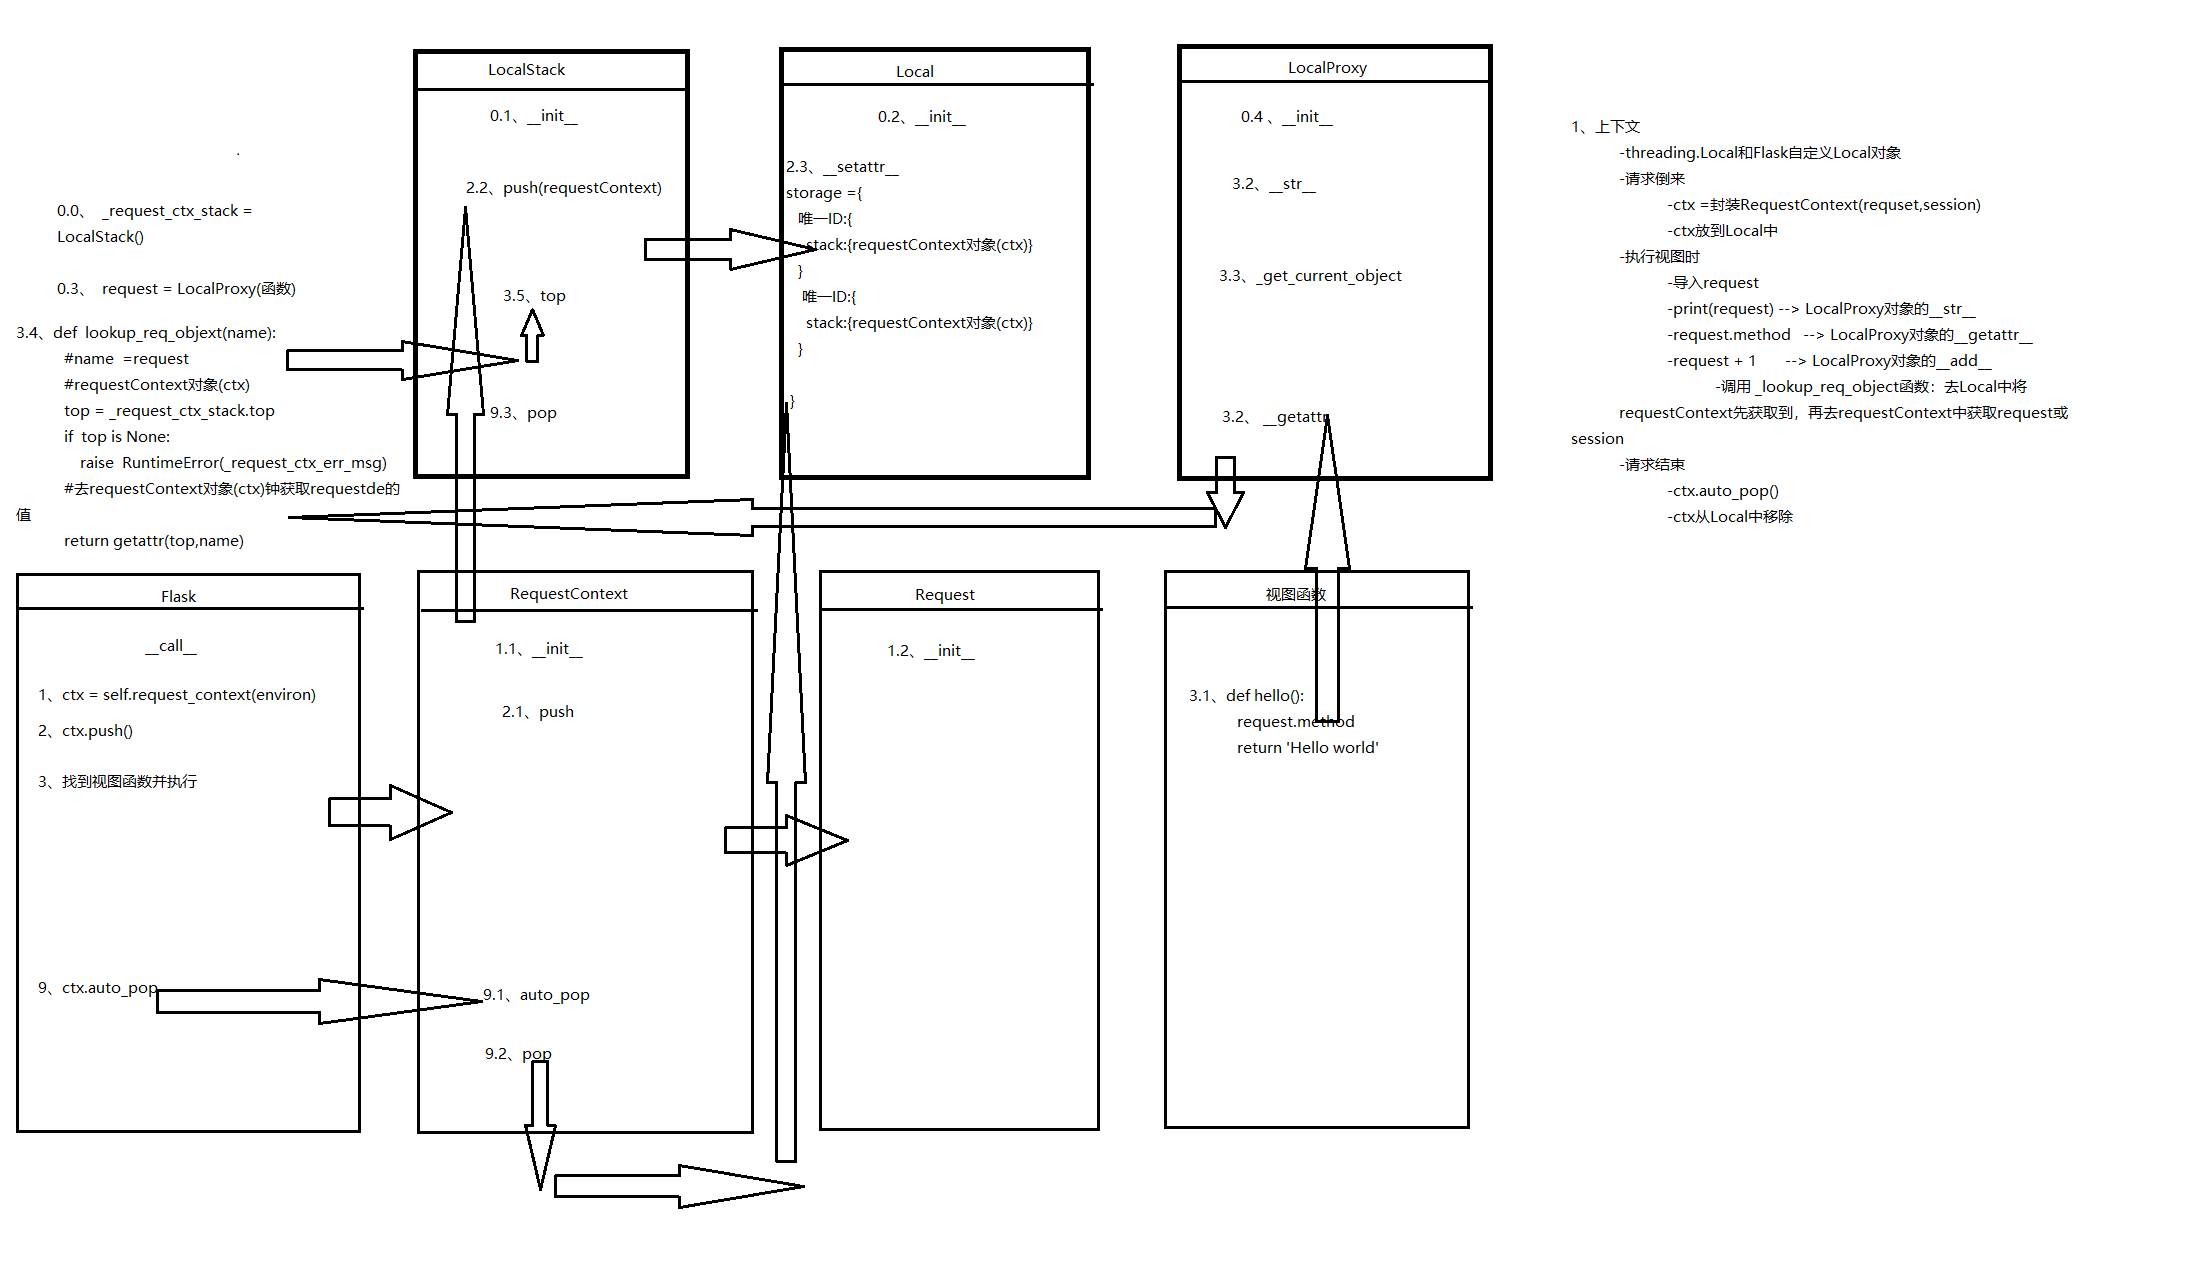 LocalStack
0.1、__init__
2.2、push(requestContext)
3.5、top
9.3、pop
Local
0.2、__init__
2.3、__setattr__
storage ={
唯一ID:{
stack:{requestContext对象(ctx)}
}
唯一ID:{
stack:{requestContext对象(ctx)}
}
}
LocalProxy
0.4 、__init__
3.2、__str__
3.3、_get_current_object
3.2、 __getattr
1、上下文
-threading.Local和Flask自定义Local对象
-请求倒来
-ctx =封装RequestContext(requset,session)
-ctx放到Local中
-执行视图时
-导入request
-print(request) --> LocalProxy对象的__str__
-request.method --> LocalProxy对象的__getattr__
-request + 1 --> LocalProxy对象的__add__
-调用 _lookup_req_object函数：去Local中将
requestContext先获取到，再去requestContext中获取request或
session
-请求结束
-ctx.auto_pop()
-ctx从Local中移除
0.0、 _request_ctx_stack =
LocalStack()
0.3、 request = LocalProxy(函数)
3.4、def lookup_req_objext(name):
#name =request
#requestContext对象(ctx)
top = _request_ctx_stack.top
if top is None:
raise RuntimeError(_request_ctx_err_msg)
#去requestContext对象(ctx)钟获取requestde的
值
return getattr(top,name)
Flask
__call__
1、ctx = self.request_context(environ)
2、ctx.push()
3、找到视图函数并执行
9、ctx.auto_pop
RequestContext
1.1、__init__
2.1、push
9.1、auto_pop
9.2、pop
Request
1.2、__init__
视图函数
3.1、def hello():
request.method
return 'Hello world'